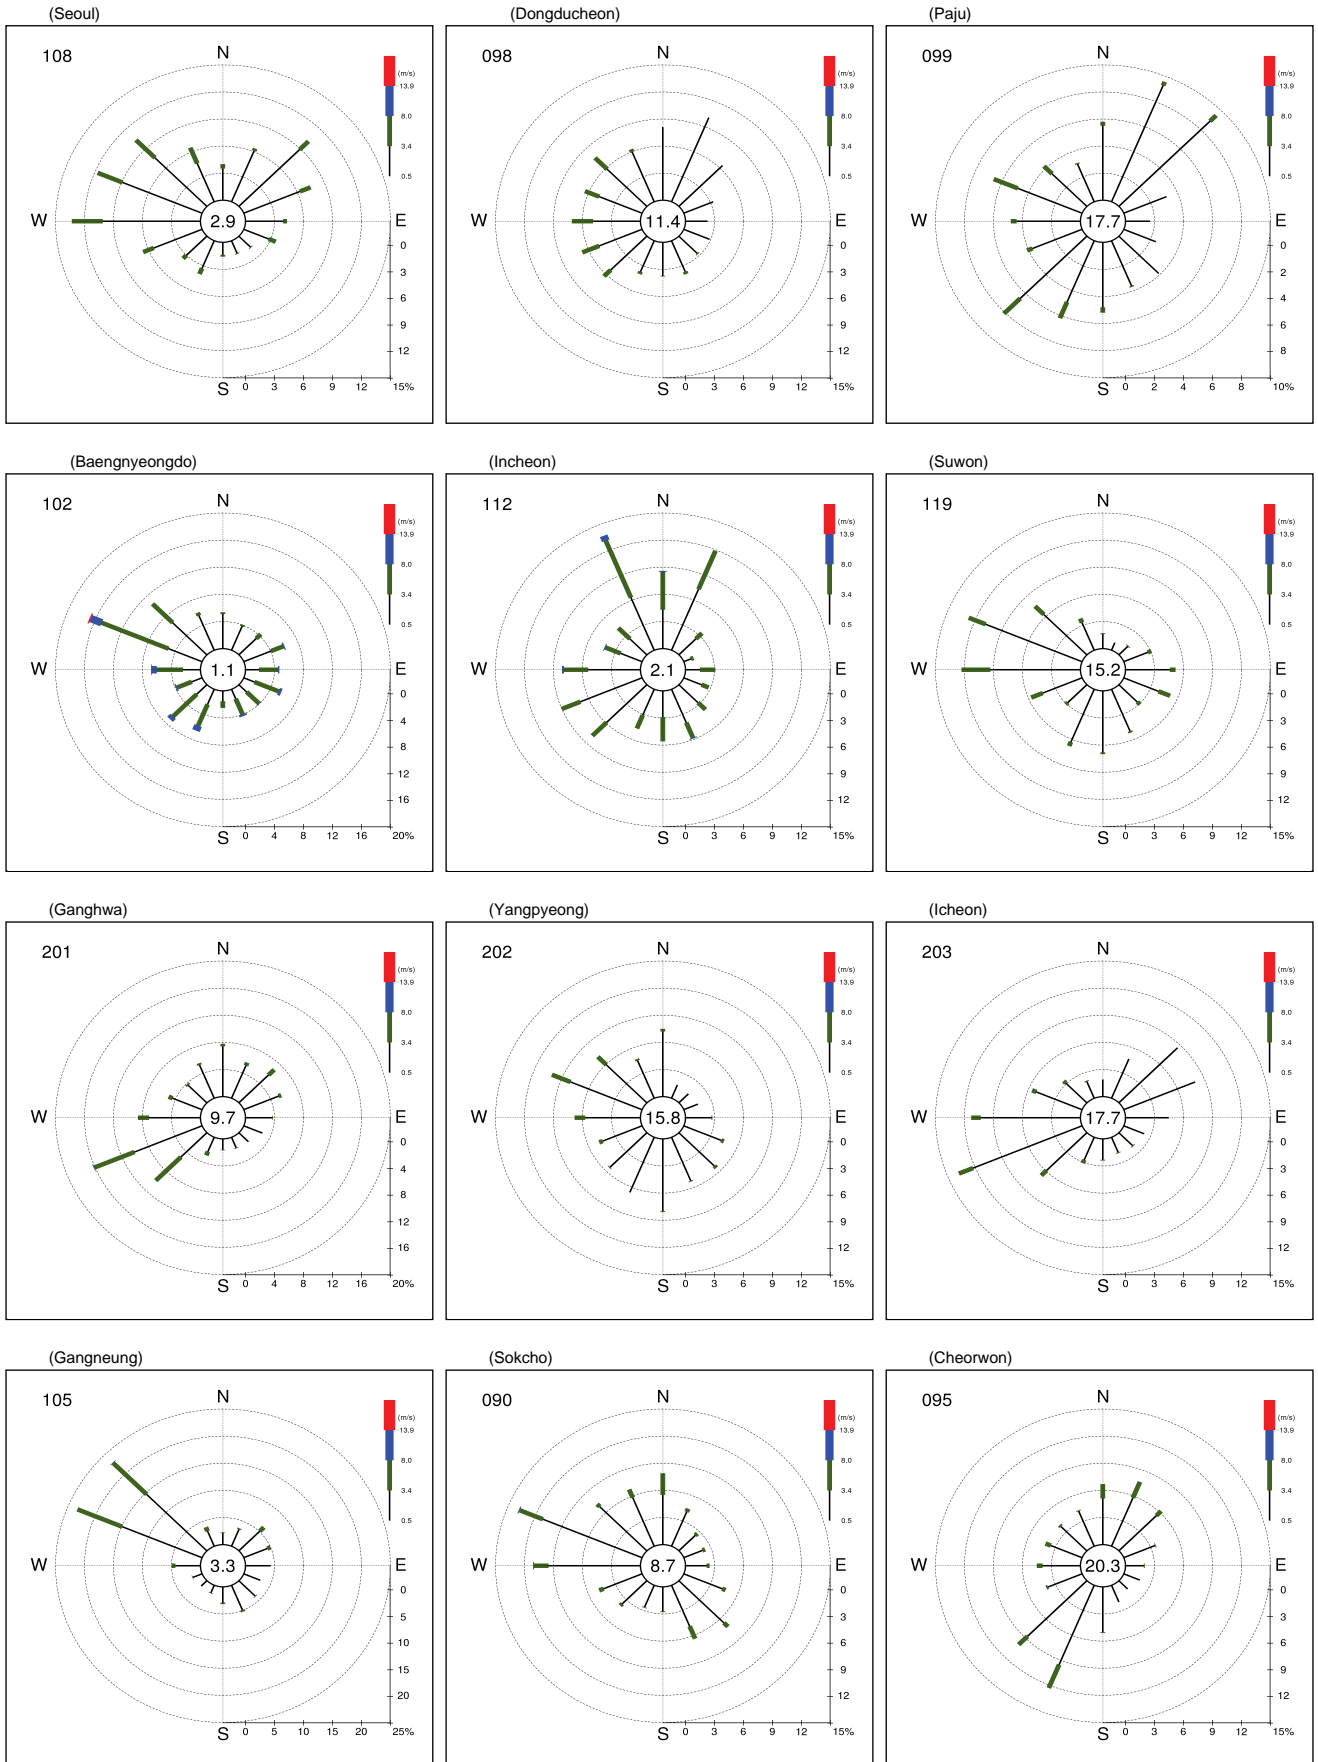 (Seoul)
(Dongducheon)
(Paju)
108
N
(m/s)
13.9
8.0
3.4
0.5
W
2.9
E
0
3
6
9
12
S
0 3 6 9 12 15%
098
N
(m/s)
13.9
8.0
3.4
0.5
W
11.4
E
0
3
6
9
12
S
0 3 6 9 12 15%
099
N
(m/s)
13.9
8.0
3.4
0.5
W
17.7
E
0
2
4
6
8
S
0 2 4 6 8 10%
(Baengnyeongdo)
(Incheon)
(Suwon)
102
N
(m/s)
13.9
8.0
3.4
0.5
W
1.1
E
0
4
8
12
16
S
0 4 8 12 16 20%
112
N
(m/s)
13.9
8.0
3.4
0.5
W
2.1
E
0
3
6
9
12
S
0 3 6 9 12 15%
119
N
(m/s)
13.9
8.0
3.4
0.5
W
15.2
E
0
3
6
9
12
S
0 3 6 9 12 15%
(Ganghwa)
(Yangpyeong)
(Icheon)
201
N
(m/s)
13.9
8.0
3.4
0.5
W
9.7
E
0
4
8
12
16
S
0 4 8 12 16 20%
202
N
(m/s)
13.9
8.0
3.4
0.5
W
15.8
E
0
3
6
9
12
S
0 3 6 9 12 15%
203
N
(m/s)
13.9
8.0
3.4
0.5
W
17.7
E
0
3
6
9
12
S
0 3 6 9 12 15%
(Gangneung)
(Sokcho)
(Cheorwon)
105
N
(m/s)
13.9
8.0
3.4
0.5
W
3.3
E
0
5
10
15
20
S
0 5 10 15 20 25%
090
N
(m/s)
13.9
8.0
3.4
0.5
W
8.7
E
0
3
6
9
12
S
0 3 6 9 12 15%
095
N
(m/s)
13.9
8.0
3.4
0.5
W
20.3
E
0
3
6
9
12
S
0 3 6 9 12 15%